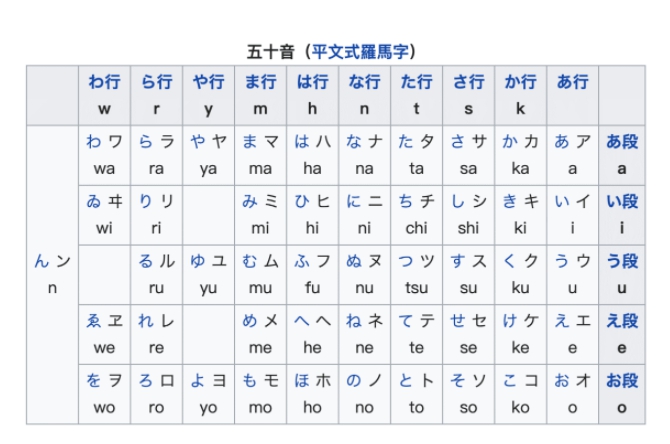 五十音（平文式羅馬字）
わ行 ら行 や行 ま行 は行 な行 た行 さ行 か行 あ行
w r y m h n t s k
わ ワ ら ラ や ヤ ま マ は ハ な ナ た タ さ サ か カ あ ア あ段
wa ra ya ma ha na ta sa ka a a
ゐ ヰ り リ み ミ ひ ヒ に ニ ち チ し シ き キ い イ い段
wi ri mi hi ni chi shi ki i i
ん ン る ル ゆ ユ む ム ふ フ ぬ ヌ つ ツ す ス く ク う ウ う段
n ru yu mu fu nu tsu su ku u u
ゑ ヱ れ レ め メ へ ヘ ね ネ て テ せ セ け ケ え エ え段
we re me he ne te se ke e e
を ヲ ろ ロ よ ヨ も モ ほ ホ の ノ と ト そ ソ こ コ お オ お段
wo ro yo mo ho no to so ko o o